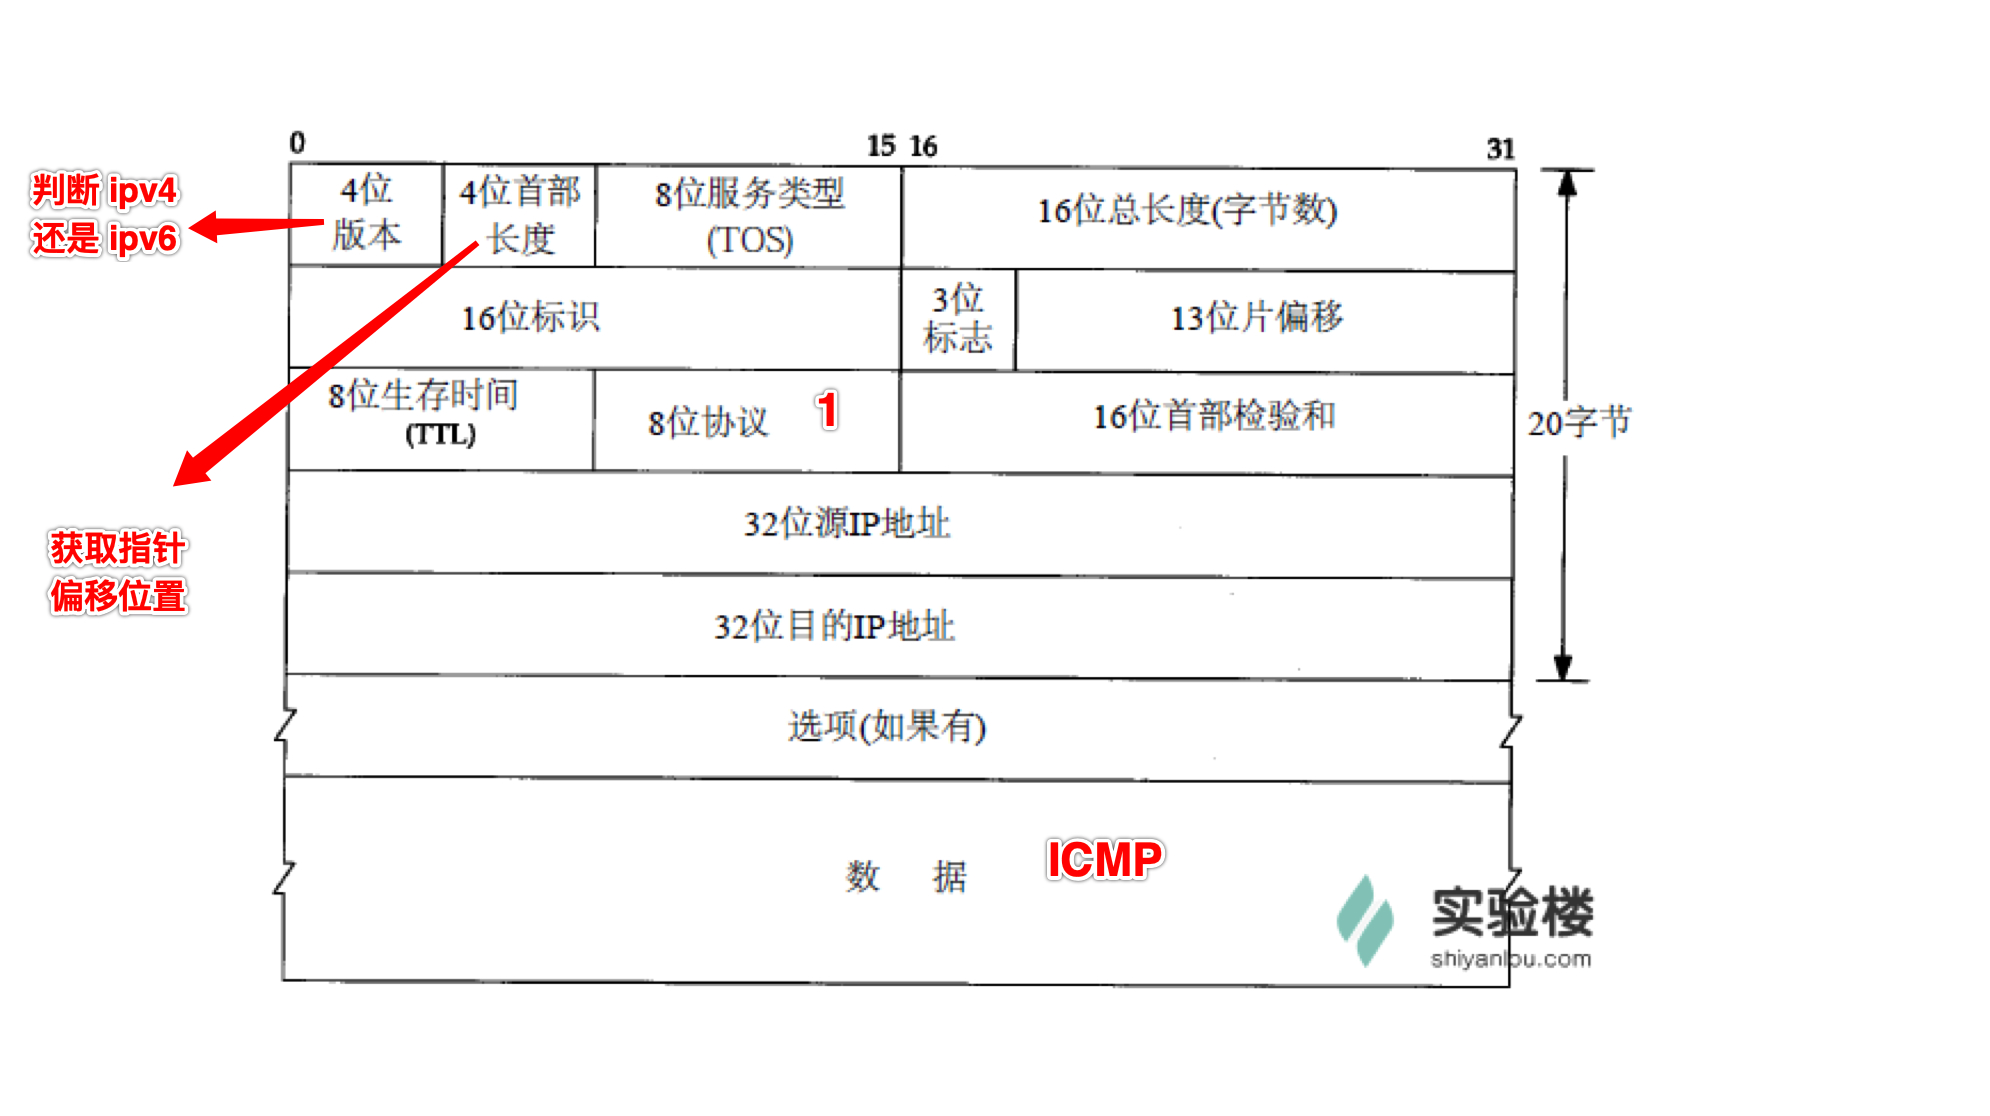 0
15 16
31
判断 ipv4
还是 ipv6
4位
版本
4位首部
长度
8位服务类型
(TOS)
16位总长度(字节数)
16位标识
3位
标志
13位片偏移
8位生存时间
(TTL)
8位协议
1
16位首部检验和
20字节
32位源IP地址
获取指针
偏移位置
32位目的IP地址
选项(如果有)
数 据
ICMP
实验楼
shiyanlou.com